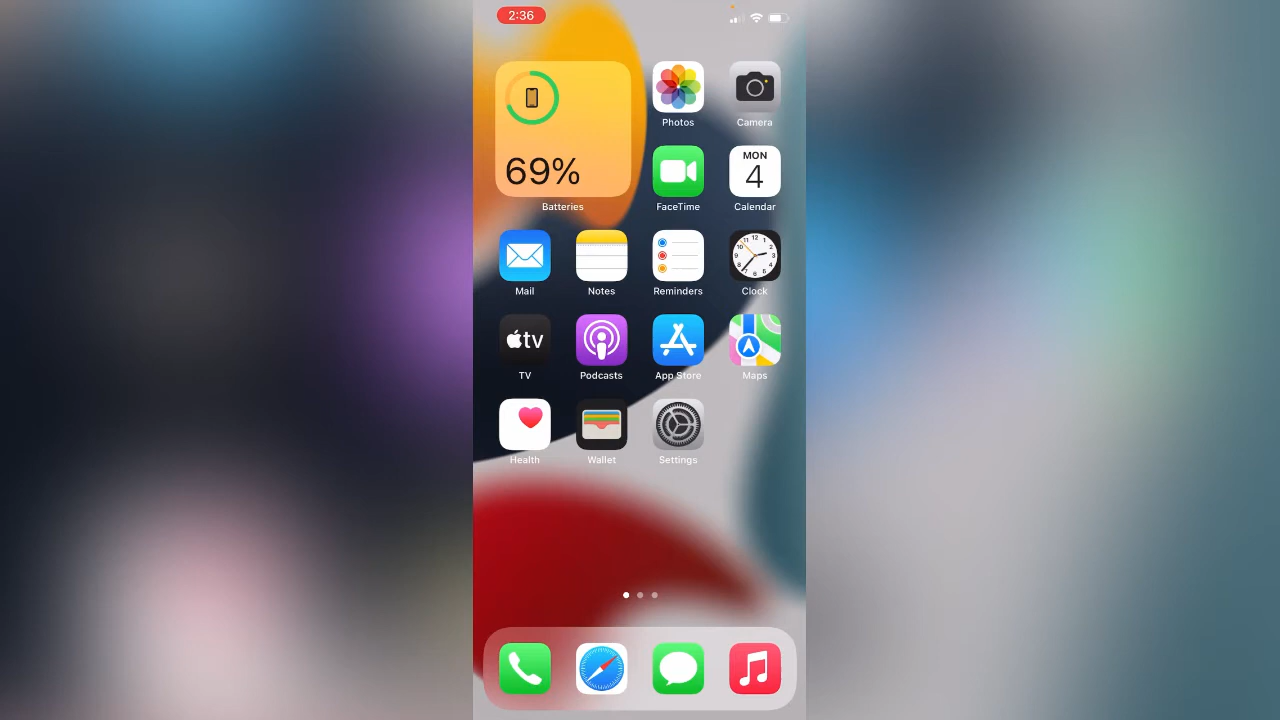 2:36
69%
Batteries
Photos
Camera
FaceTime
MON
4
Calendar
Mail
Notes
Reminders
Clock
tv
TV
Podcasts
App Store
Maps
Health
Wallet
Settings